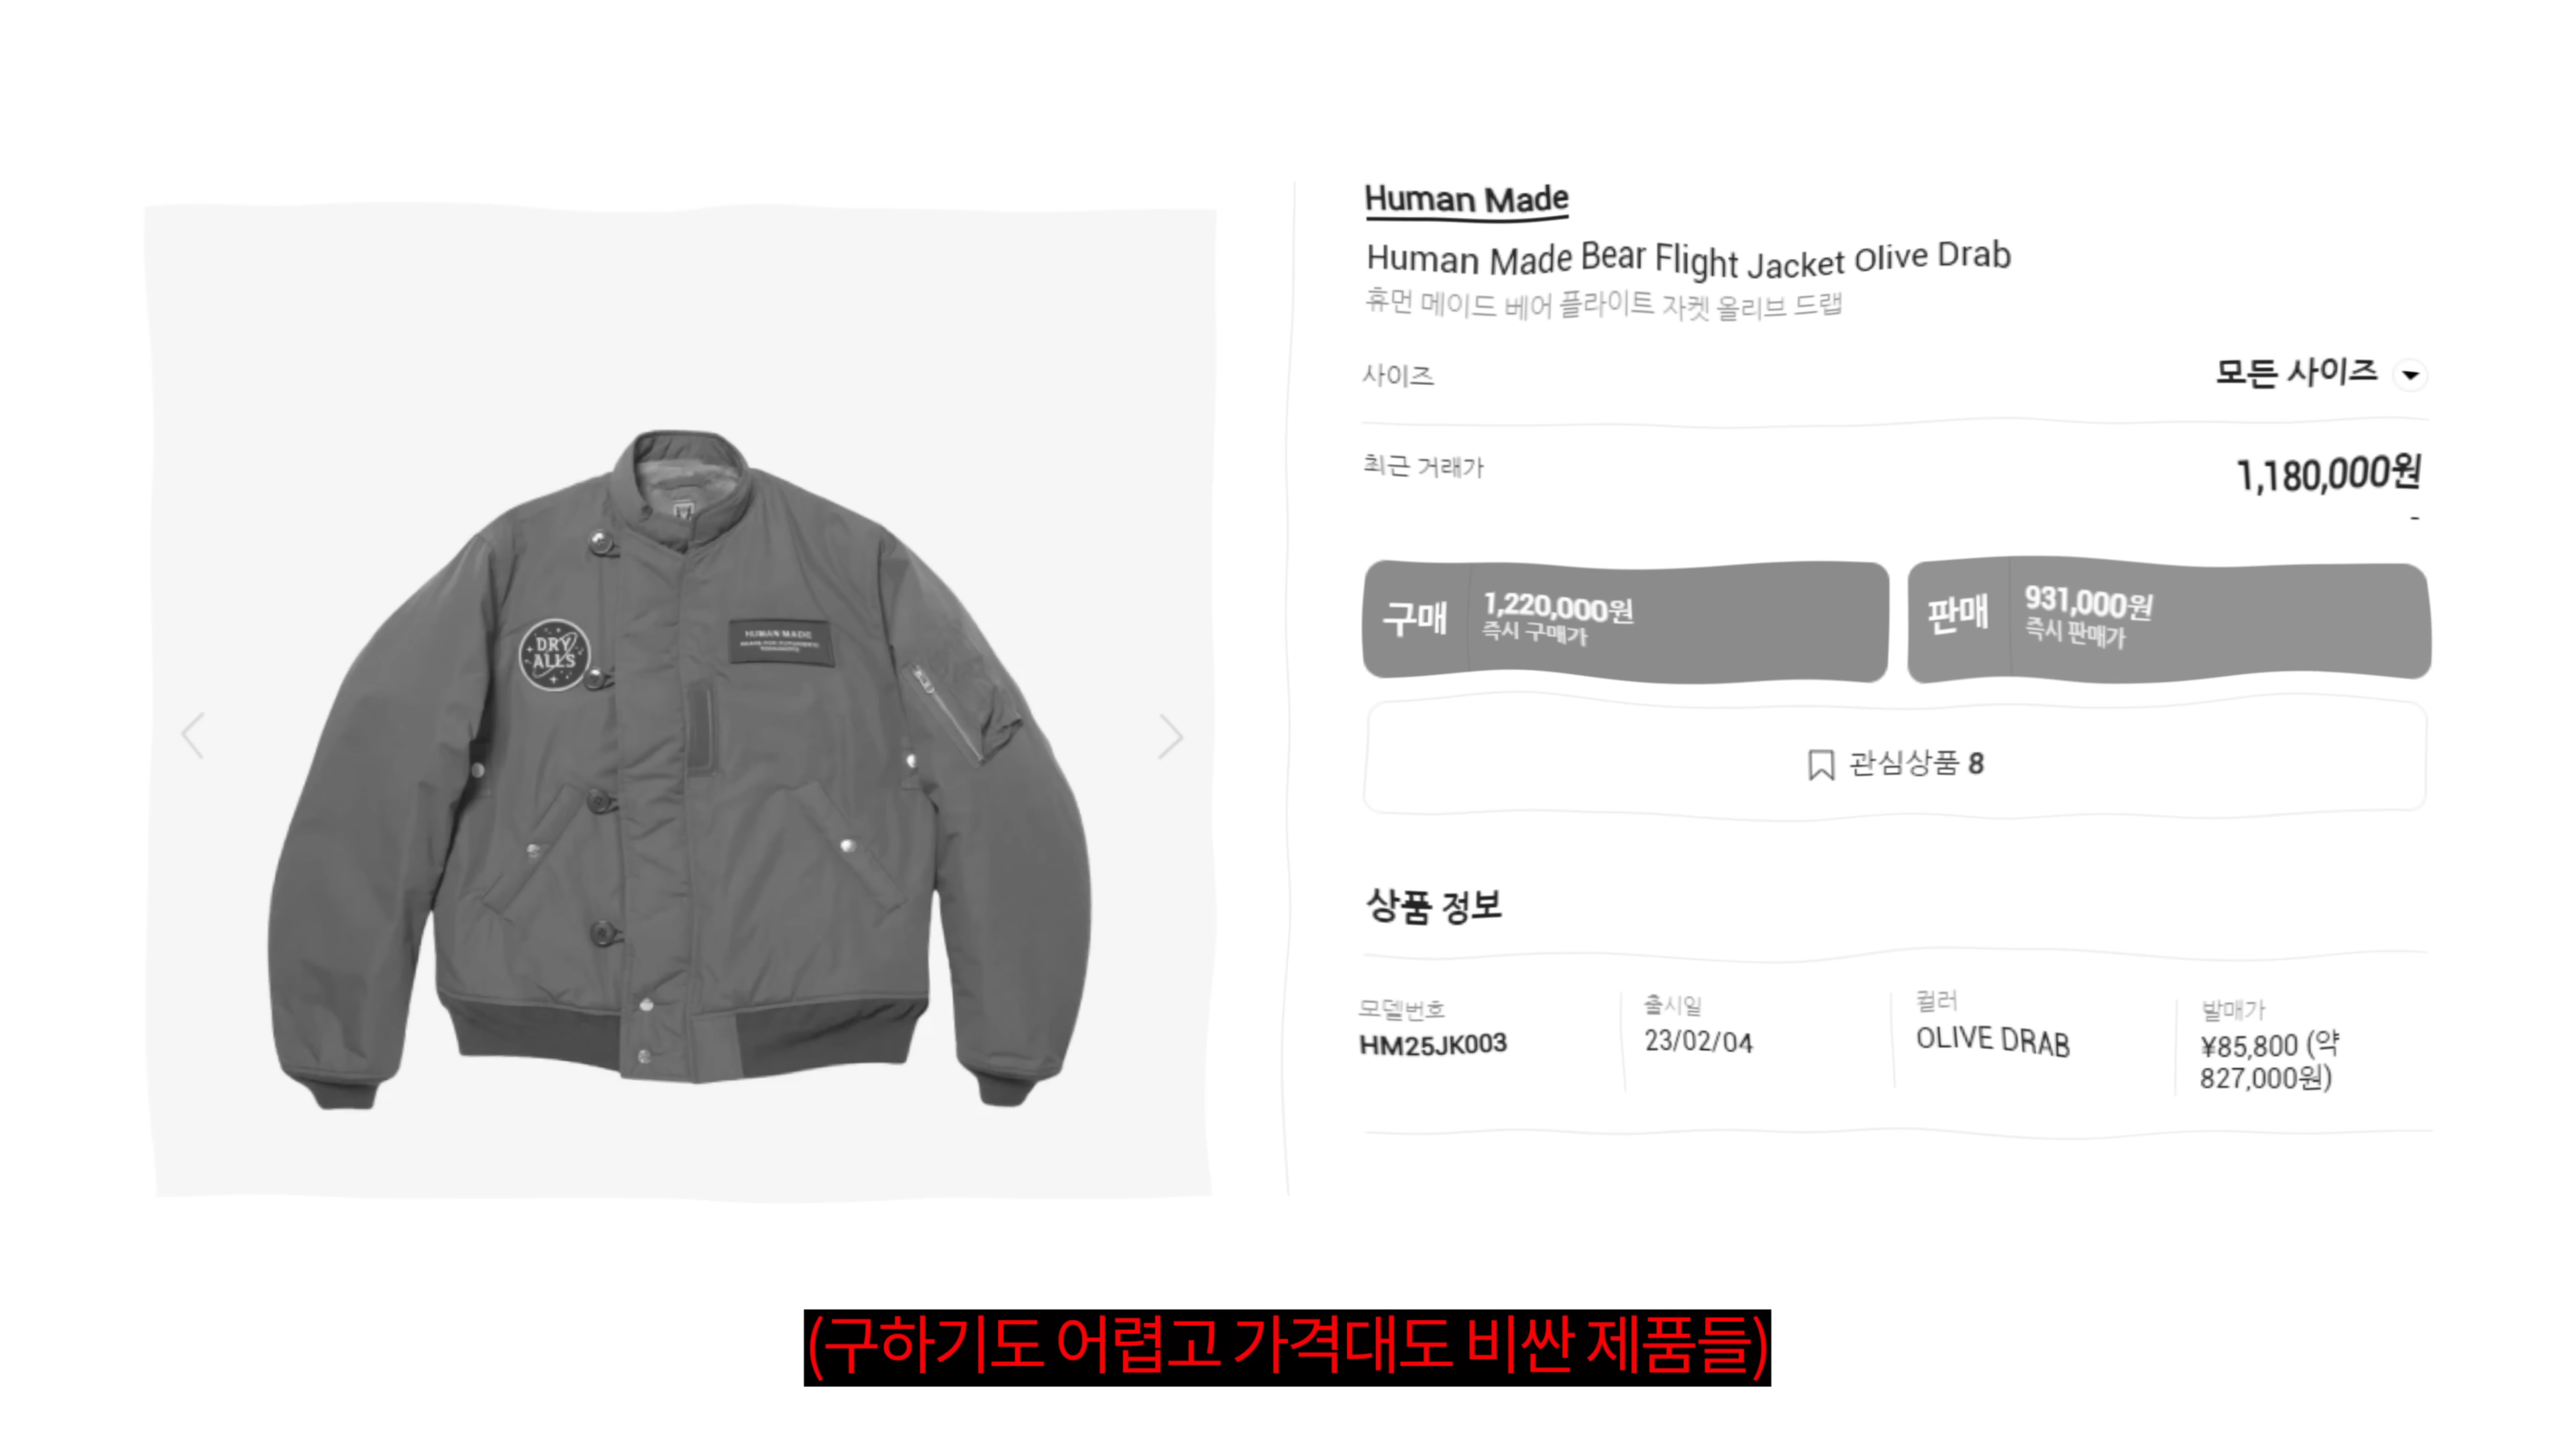 Human Made
Human Made Bear Flight Jacket Olive Drab
휴먼 메이드 베어 플라이트 자켓 올리브 드랩
사이즈
모든 사이즈
최근 거래가
1,180,000원
-
구매
1,220,000원
즉시 구매가
판매
931,000원
즉시 판매가
관심상품 8
상품 정보
모델번호
HM25JK003
출시일
23/02/04
컬러
OLIVE DRAB
발매가
¥85,800 (약
827,000원)
DRY
ALLS
HUMAN MADE
(구하기도 어렵고 가격대도 비싼 제품들)